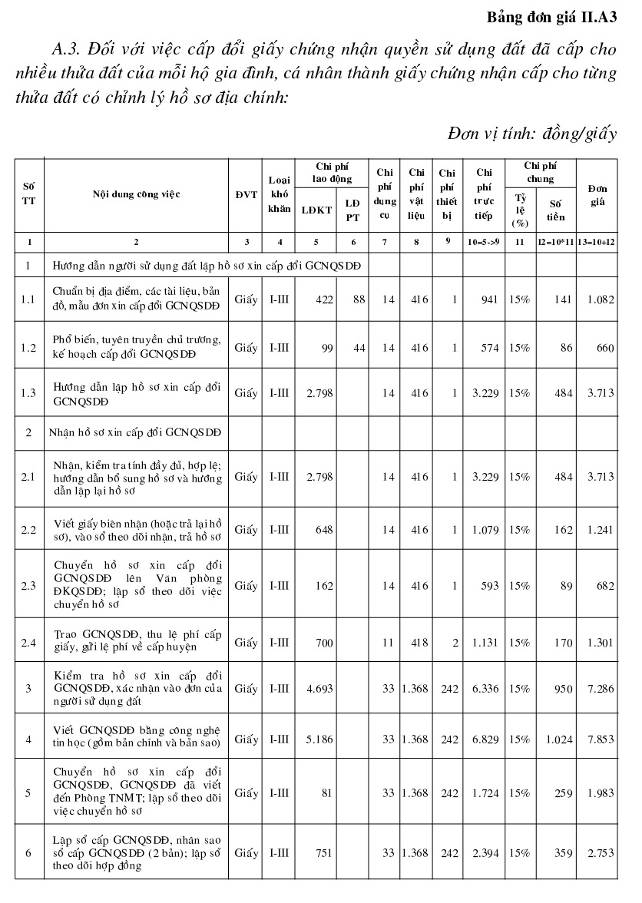 Bảng đơn giá II.A3
A.3. Đối với việc cấp đổi giấy chứng nhận quyền sử dụng đất đã cấp cho
nhiều thửa đất của mỗi hộ gia đình, cá nhân thành giấy chứng nhận cấp cho từng
thửa đất có chỉnh lý hồ sơ địa chính:
Đơn vị tính: đồng/giấy
Số TT | Nội dung công việc | ĐVT | Loại khó khăn | Chi phí lao động | Chi phí dụng cụ | Chi phí vật liệu | Chi phí thiết bị | Chi phí trực tiếp | Chi phí chung | Đơn giá
LĐKT | LĐ PT | Tỷ lệ (%) | Số tiền
1 | 2 | 3 | 4 | 5 | 6 | 7 | 8 | 9 | 10=5->9 | 11 | 12=10*11 | 13=10+12
1 | Hướng dẫn người sử dụng đất lập hồ sơ xin cấp đổi GCNQSDĐ
1.1 | Chuẩn bị địa điểm, các tài liệu, bản
đồ, mẫu đơn xin cấp đổi GCNQSDĐ | Giấy | I-III | 422 | 88 | 14 | 416 | 1 | 941 | 15% | 141 | 1.082
1.2 | Phổ biến, tuyên truyền chủ trương,
kế hoạch cấp đổi GCNQSDĐ | Giấy | I-III | 99 | 44 | 14 | 416 | 1 | 574 | 15% | 86 | 660
1.3 | Hướng dẫn lập hồ sơ xin cấp đổi
GCNQSDĐ | Giấy | I-III | 2.798 | 14 | 416 | 1 | 3.229 | 15% | 484 | 3.713
2 | Nhận hồ sơ xin cấp đổi GCNQSDĐ
2.1 | Nhận, kiểm tra tính đầy đủ, hợp lệ;
hướng dẫn bổ sung hồ sơ và hướng
dẫn lập lại hồ sơ | Giấy | I-III | 2.798 | 14 | 416 | 1 | 3.229 | 15% | 484 | 3.713
2.2 | Viết giấy biên nhận (hoặc trả lại hồ
sơ), vào sổ theo dõi nhận, trả hồ sơ | Giấy | I-III | 648 | 14 | 416 | 1 | 1.079 | 15% | 162 | 1.241
2.3 | Chuyển hồ sơ xin cấp đổi
GCNQSDĐ lên Văn phòng
ĐKQSDĐ; lập sổ theo dõi việc
chuyển hồ sơ | Giấy | I-III | 162 | 14 | 416 | 1 | 593 | 15% | 89 | 682
2.4 | Trao GCNQSDĐ, thu lệ phí cấp
giấy, gửi lệ phí về cấp huyện | Giấy | I-III | 700 | 11 | 418 | 2 | 1.131 | 15% | 170 | 1.301
3 | Kiểm tra hồ sơ xin cấp đổi
GCNQSDĐ, xác nhận vào đơn của
người sử dụng đất | Giấy | I-III | 4.693 | 33 | 1.368 | 242 | 6.336 | 15% | 950 | 7.286
4 | Viết GCNQSDĐ bằng công nghệ
tin học (gồm bản chính và bản sao) | Giấy | I-III | 5.186 | 33 | 1.368 | 242 | 6.829 | 15% | 1.024 | 7.853
5 | Chuyển hồ sơ xin cấp đổi
GCNQSDĐ, GCNQSDĐ đã viết
đến Phòng TNMT; lập sổ theo dõi
việc chuyển hồ sơ | Giấy | I-III | 81 | 33 | 1.368 | 242 | 1.724 | 15% | 259 | 1.983
6 | Lập sổ cấp GCNQSDĐ, nhân sao
sổ cấp GCNQSDĐ (2 bản); lập sổ
theo dõi hợp đồng | Giấy | I-III | 751 | 33 | 1.368 | 242 | 2.394 | 15% | 359 | 2.753